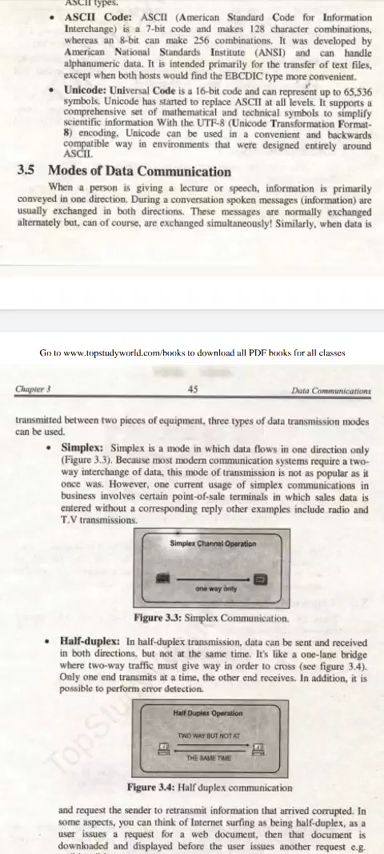 ASCII types.
• ASCII Code: ASCII (American Standard Code for Information
Interchange) is a 7-bit code and makes 128 character combinations,
whereas an 8-bit can make 256 combinations. It was developed by
American National Standards Institute (ANSI) and can handle
alphanumeric data. It is intended primarily for the transfer of text files,
except when both hosts would find the EBCDIC type more convenient.
• Unicode: Universal Code is a 16-bit code and can represent up to 65,536
symbols. Unicode has started to replace ASCII at all levels. It supports a
comprehensive set of mathematical and technical symbols to simplify
scientific information With the UTF-8 (Unicode Transformation Format-
8) encoding, Unicode can be used in a convenient and backwards
compatible way in environments that were designed entirely around
ASCII.
3.5 Modes of Data Communication
When a person is giving a lecture or speech, information is primarily
conveyed in one direction. During a conversation spoken messages (information) are
usually exchanged in both directions. These messages are normally exchanged
alternately but, can of course, are exchanged simultaneously! Similarly, when data is
Go to www.topstudyworld.com/books to download all PDF books for all classes
Chapter 3 45 Data Communications
transmitted between two pieces of equipment, three types of data transmission modes
can be used.
• Simplex: Simplex is a mode in which data flows in one direction only
(Figure 3.3). Because most modern communication systems require a two-
way interchange of data, this mode of transmission is not as popular as it
once was. However, one current usage of simplex communications in
business involves certain point-of-sale terminals in which sales data is
entered without a corresponding reply other examples include radio and
T.V transmissions.
Simplex Channel Operation
one way only
Figure 3.3: Simplex Communication.
• Half-duplex: In half-duplex transmission, data can be sent and received
in both directions, but not at the same time. It's like a one-lane bridge
where two-way traffic must give way in order to cross (see figure 3.4).
Only one end transmits at a time, the other end receives. In addition, it is
possible to perform error detection.
Half Duplex Operation
TWO WAY BUT NOT AT
THE SAME TIME
Figure 3.4: Half duplex communication
and request the sender to retransmit information that arrived corrupted. In
some aspects, you can think of Internet surfing as being half-duplex, as a
user issues a request for a web document, then that document is
downloaded and displayed before the user issues another request e.g.